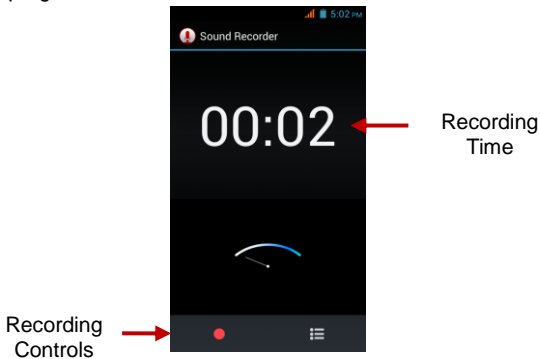 5:02 PM
Sound Recorder
00:02
Recording
Time
Recording
Controls